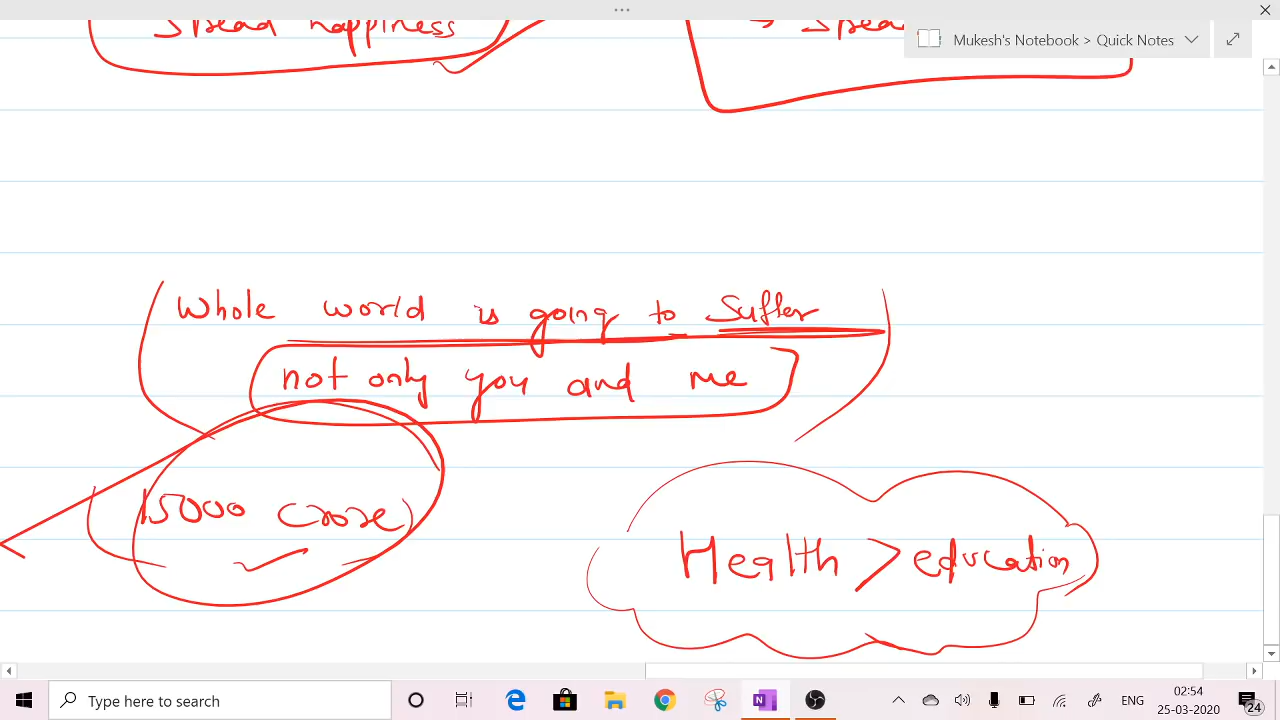 Spead happiness
Mukesh's Notebook > Quick Notes
Whole world is going to Suffer
not only you and me
15000 Crore
Health > education
Type here to search
ENG
02:54
25-03-2020
24